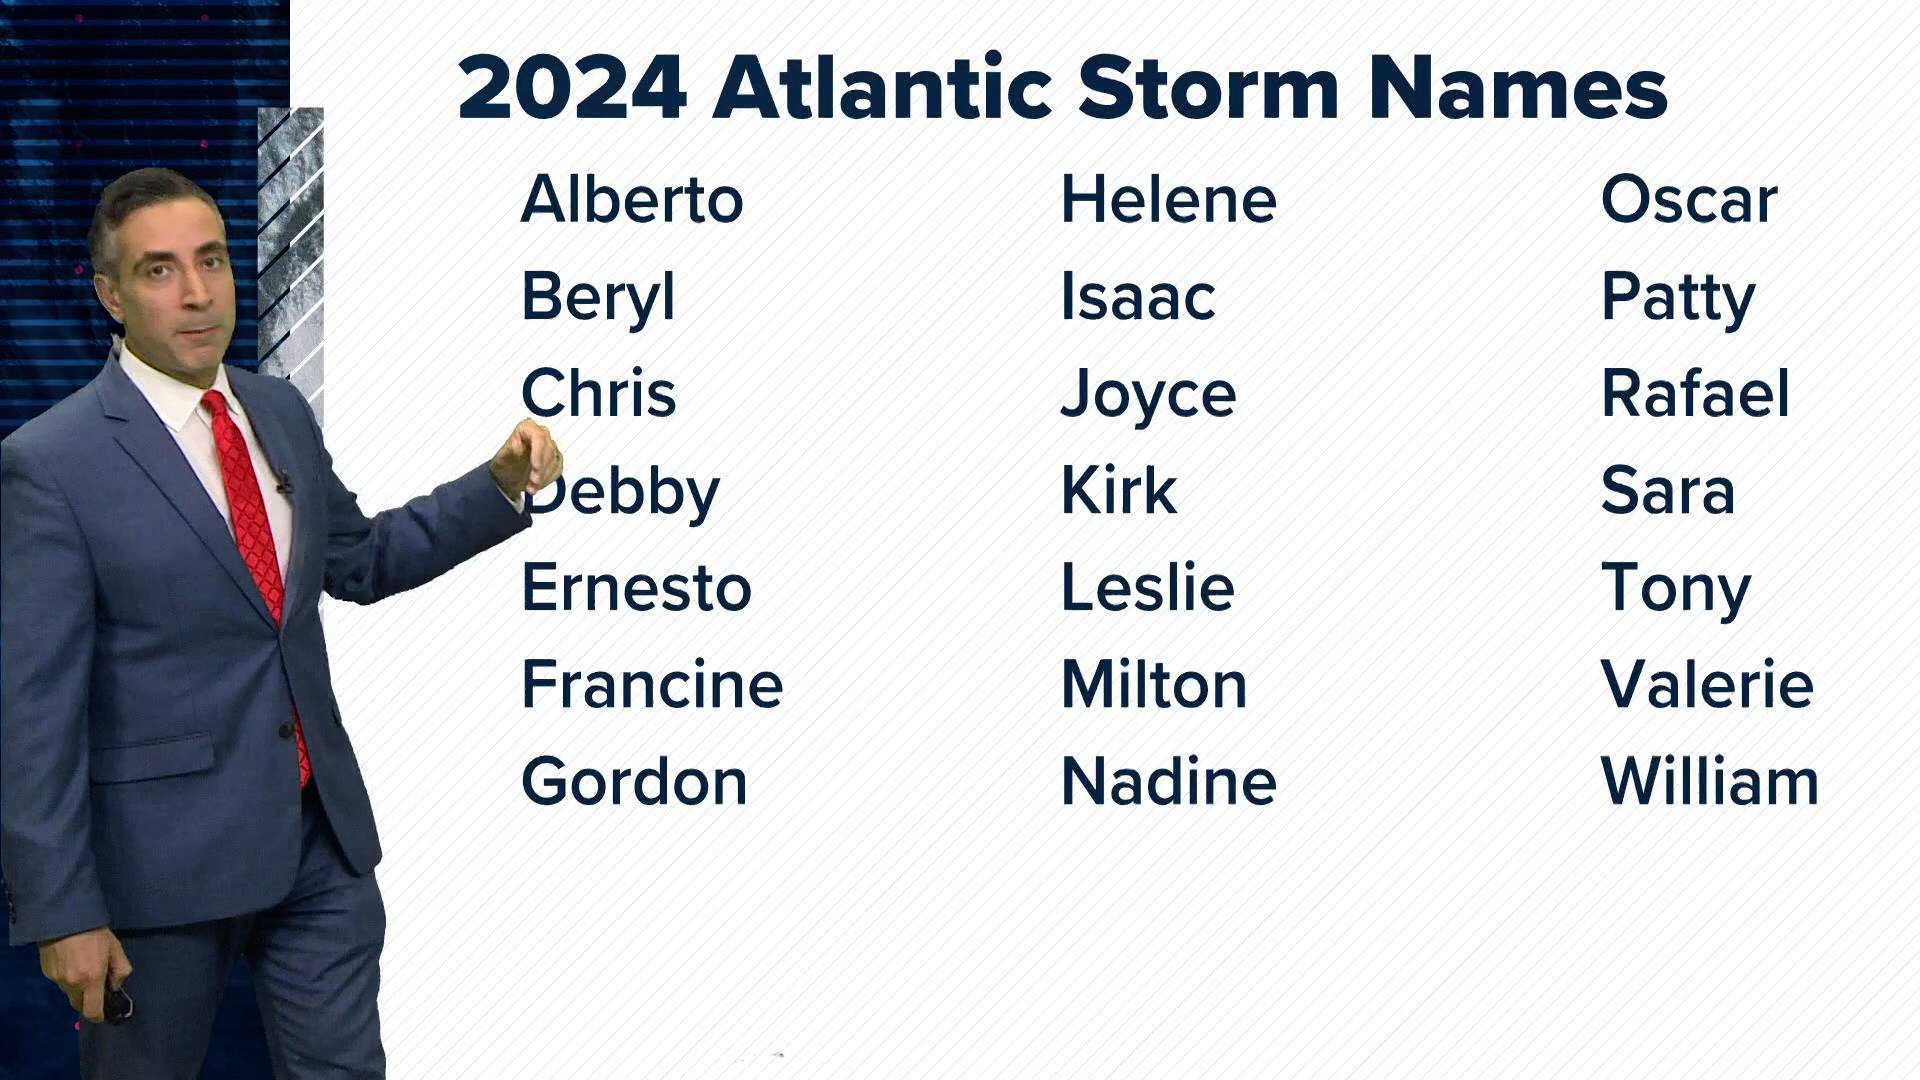 2024 Atlantic Storm Names
Alberto
Beryl
Chris
Debby
Ernesto
Francine
Gordon
Helene
Isaac
Joyce
Kirk
Leslie
Milton
Nadine
Oscar
Patty
Rafael
Sara
Tony
Valerie
William